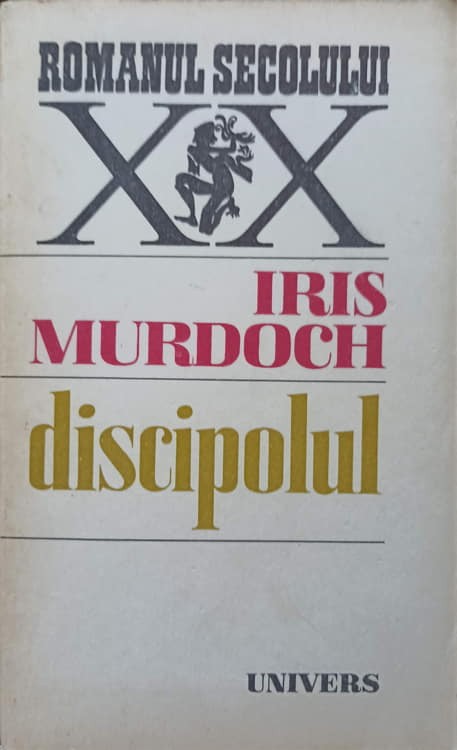 ROMANUL SECOLULUI
XX
IRIS
MURDOCH
discipolul
UNIVERS